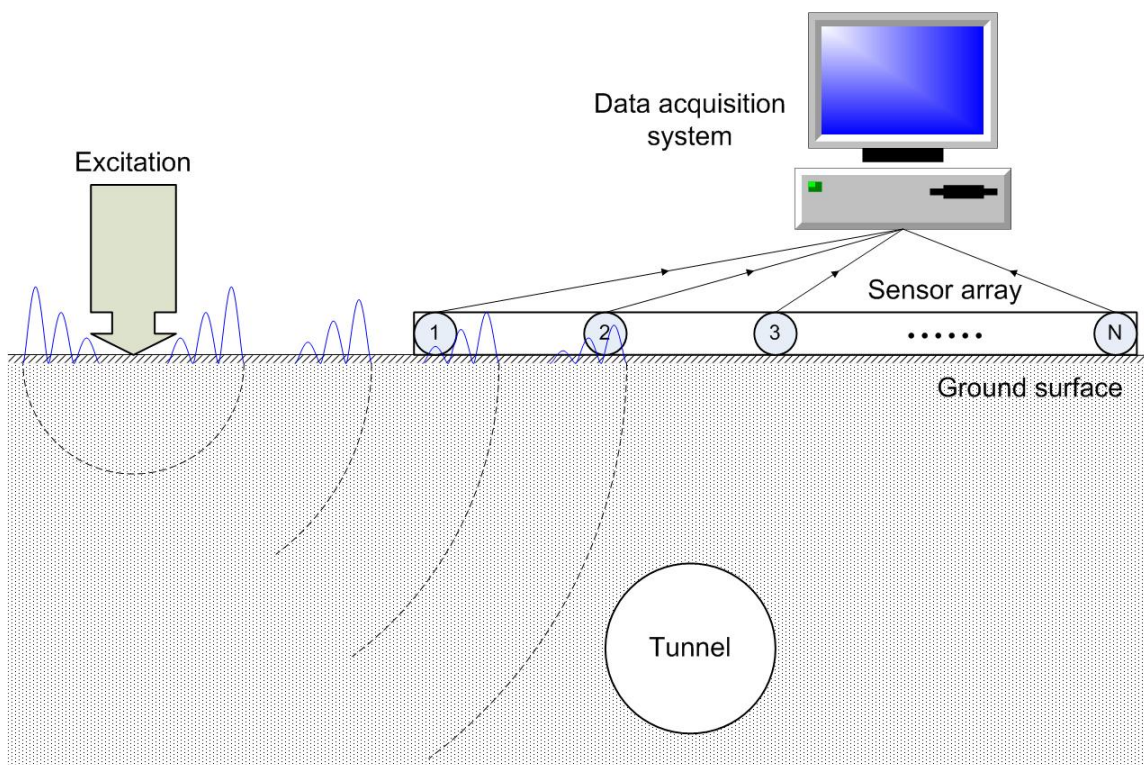 Data acquisition
system
Excitation
Sensor array
1 2 3 ...... N
Ground surface
Tunnel